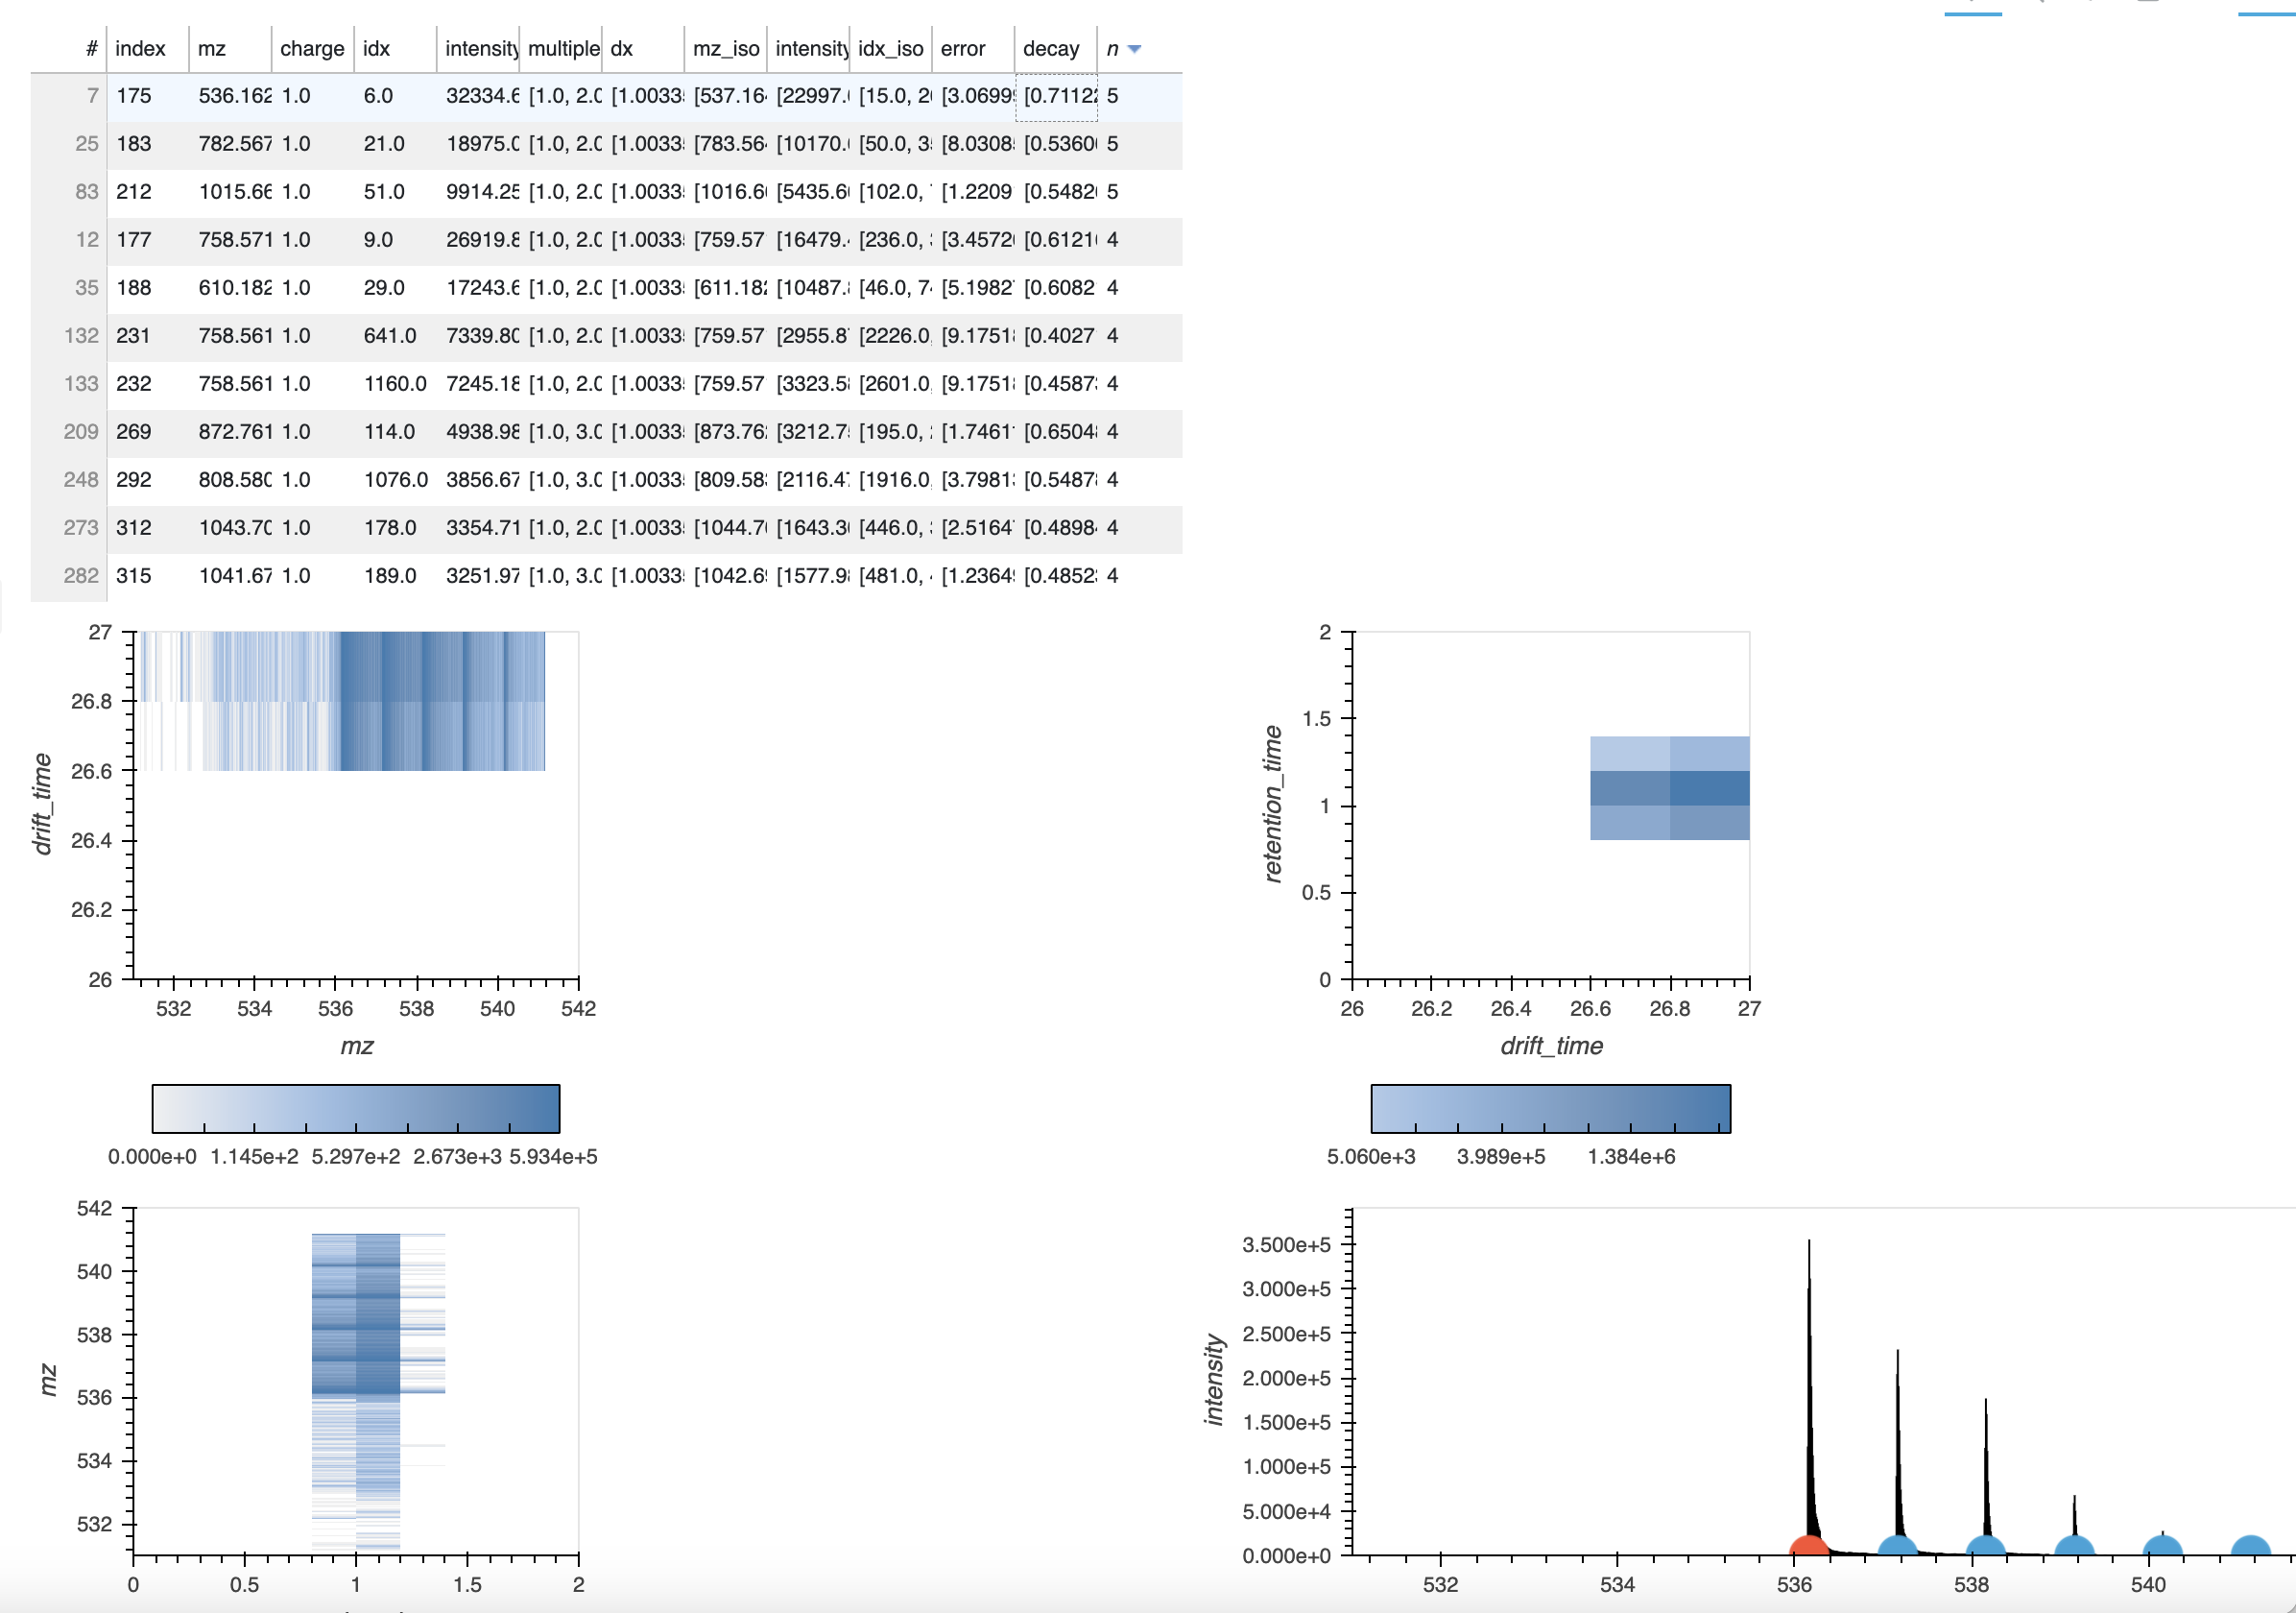 # index mz charge idx intensity multiple dx mz_iso intensity idx_iso error decay n
7 175 536.162 1.0 6.0 32334.6 [1.0, 2.0 [1.0033 [537.16 [22997. [15.0, 2 [3.0699 [0.7112 5
25 183 782.567 1.0 21.0 18975.0 [1.0, 2.0 [1.0033 [783.56 [10170. [50.0, 3 [8.0308 [0.5360 5
83 212 1015.66 1.0 51.0 9914.25 [1.0, 2.0 [1.0033 [1016.6 [5435.6 [102.0, [1.2209 [0.5482 5
12 177 758.571 1.0 9.0 26919.8 [1.0, 2.0 [1.0033 [759.57 [16479. [236.0, [3.4572 [0.6121 4
35 188 610.182 1.0 29.0 17243.6 [1.0, 2.0 [1.0033 [611.18 [10487. [46.0, 7 [5.1982 [0.6082 4
132 231 758.561 1.0 641.0 7339.80 [1.0, 2.0 [1.0033 [759.57 [2955.8 [2226.0, [9.1751 [0.4027 4
133 232 758.561 1.0 1160.0 7245.18 [1.0, 2.0 [1.0033 [759.57 [3323.5 [2601.0, [9.1751 [0.4587 4
209 269 872.761 1.0 114.0 4938.98 [1.0, 3.0 [1.0033 [873.76 [3212.7 [195.0, [1.7461 [0.6504 4
248 292 808.580 1.0 1076.0 3856.67 [1.0, 3.0 [1.0033 [809.58 [2116.4 [1916.0, [3.7981 [0.5487 4
273 312 1043.70 1.0 178.0 3354.71 [1.0, 2.0 [1.0033 [1044.7 [1643.3 [446.0, [2.5164 [0.4898 4
282 315 1041.67 1.0 189.0 3251.97 [1.0, 3.0 [1.0033 [1042.6 [1577.9 [481.0, [1.2364 [0.4852 4
27
26.8
26.6
26.4
26.2
26
drift_time
532 534 536 538 540 542
mz
0.000e+0 1.145e+2 5.297e+2 2.673e+3 5.934e+5
2
1.5
1
0.5
0
retention_time
26 26.2 26.4 26.6 26.8 27
drift_time
5.060e+3 3.989e+5 1.384e+6
542
540
538
536
534
532
mz
0 0.5 1 1.5 2
3.500e+5
3.000e+5
2.500e+5
2.000e+5
1.500e+5
1.000e+5
5.000e+4
0.000e+0
intensity
532 534 536 538 540